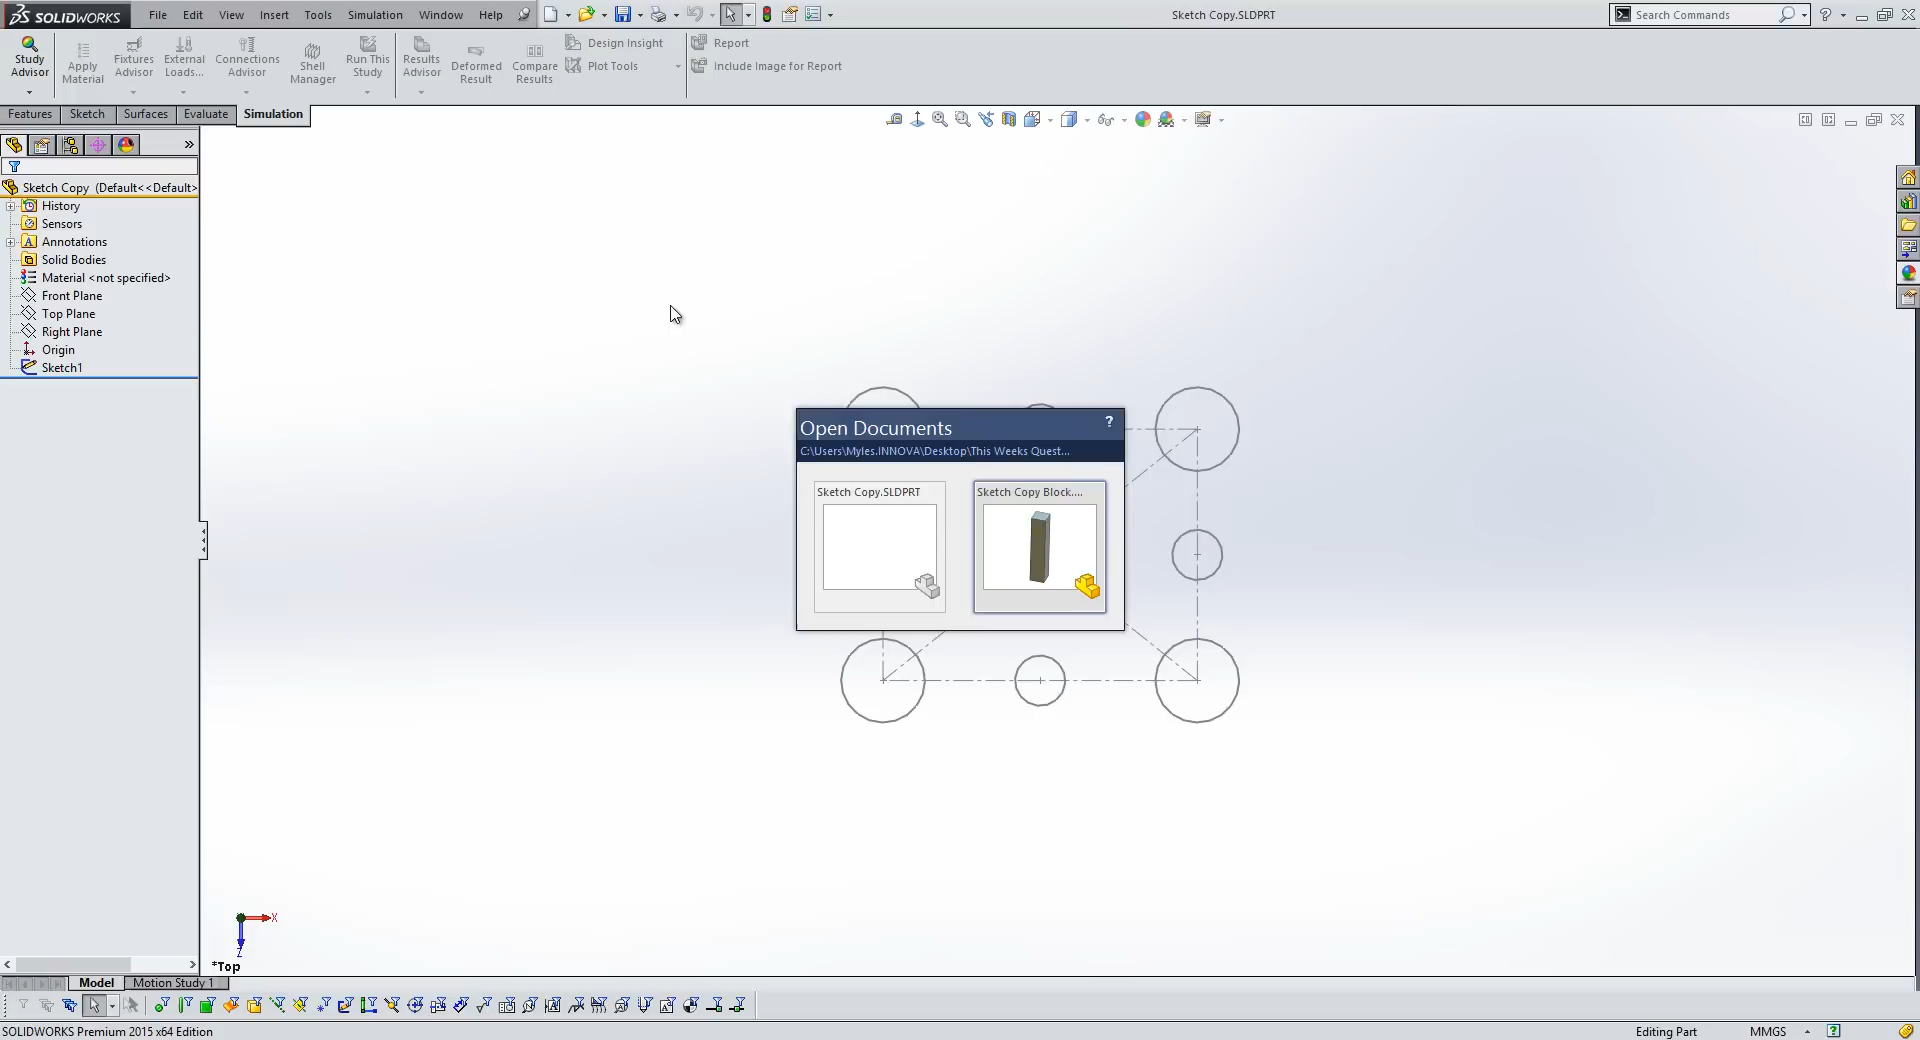 SOLIDWORKS File Edit View Insert Tools Simulation Window Help Sketch Copy.SLDPRT Search Commands
Study Advisor
Apply Material
Fixtures Advisor
External Loads...
Connections Advisor
Shell Manager
Run This Study
Results Advisor
Deformed Result
Compare Results
Design Insight
Plot Tools
Report
Include Image for Report
Features Sketch Surfaces Evaluate Simulation
Sketch Copy (Default<<Default>
History
Sensors
Annotations
Solid Bodies
Material <not specified>
Front Plane
Top Plane
Right Plane
Origin
Sketch1
Open Documents ?
C:\Users\Myles.INNOVA\Desktop\This Weeks Quest...
Sketch Copy.SLDPRT Sketch Copy Block....
X
Z
*Top
Model Motion Study 1
SOLIDWORKS Premium 2015 x64 Edition Editing Part MMGS